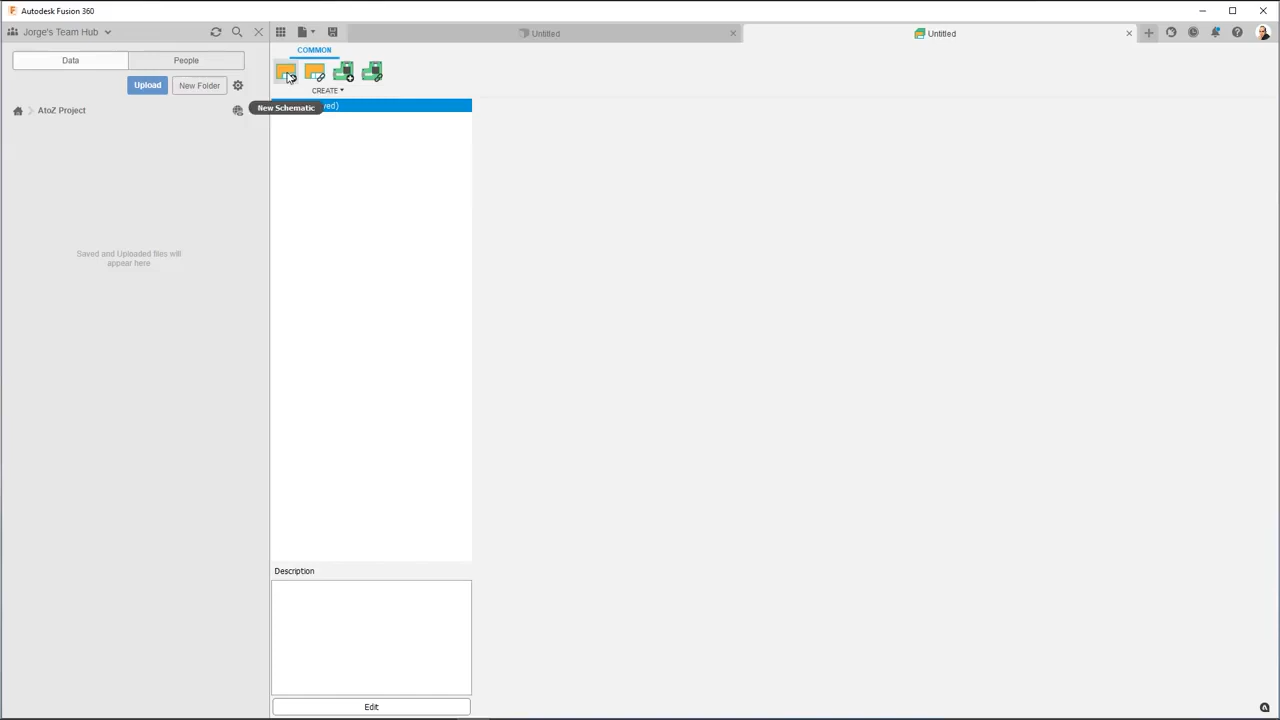 Autodesk Fusion 360
Jorge's Team Hub
Untitled
Untitled
Data
People
COMMON
Upload
New Folder
CREATE
AtoZ Project
New Schematic
Saved and Uploaded files will
appear here
Description
Edit